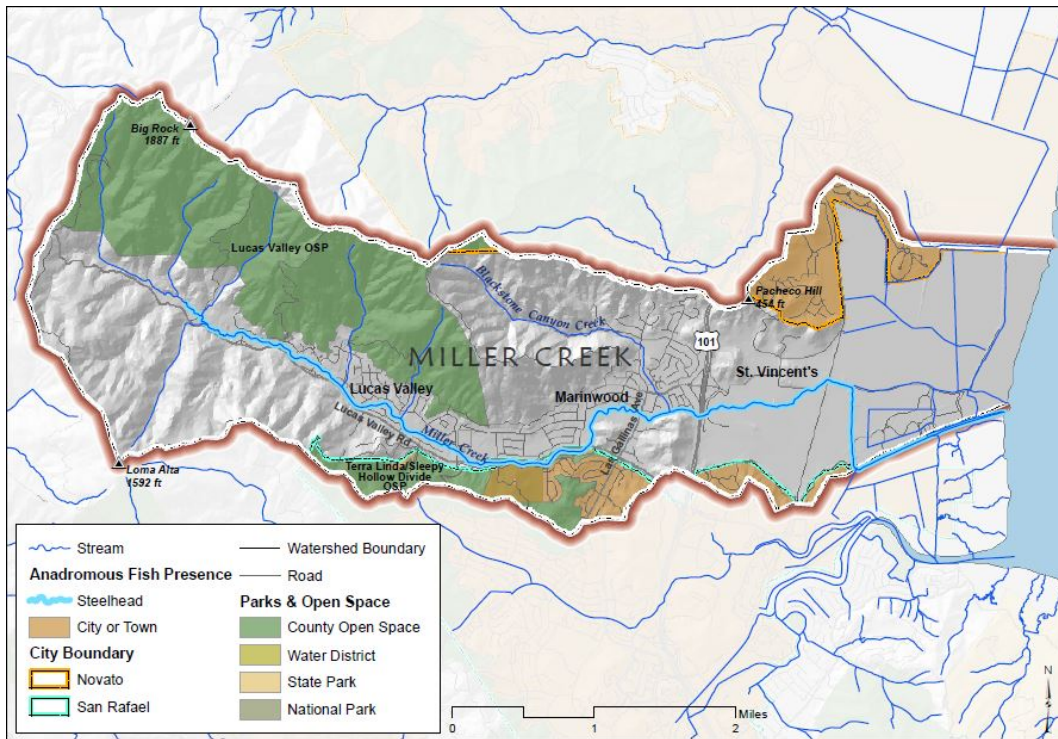 Big Rock
1887 ft
Lucas Valley OSP
Blackstone Canyon Creek
Pacheco Hill
454 ft
101
MILLER CREEK
St. Vincent's
Lucas Valley
Marinwood
Lucas Valley Rd
Miller Creek
Las Gallinas Ave
Loma Alta
1592 ft
Terra Linda/Sleepy
Hollow Divide
OSP
Stream
Anadromous Fish Presence
Steelhead
City or Town
City Boundary
Novato
San Rafael
Watershed Boundary
Road
Parks & Open Space
County Open Space
Water District
State Park
National Park
0 1 2
Miles
N